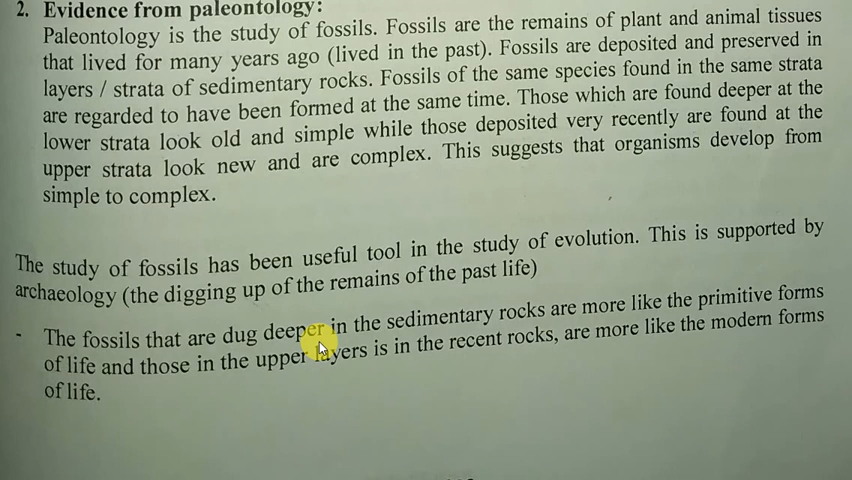 2. Evidence from paleontology:
Paleontology is the study of fossils. Fossils are the remains of plant and animal tissues
that lived for many years ago (lived in the past). Fossils are deposited and preserved in
layers / strata of sedimentary rocks. Fossils of the same species found in the same strata
are regarded to have been formed at the same time. Those which are found deeper at the
lower strata look old and simple while those deposited very recently are found at the
upper strata look new and are complex. This suggests that organisms develop from
simple to complex.
The study of fossils has been useful tool in the study of evolution. This is supported by
archaeology (the digging up of the remains of the past life)
- The fossils that are dug deeper in the sedimentary rocks are more like the primitive forms
of life and those in the upper layers is in the recent rocks, are more like the modern forms
of life.